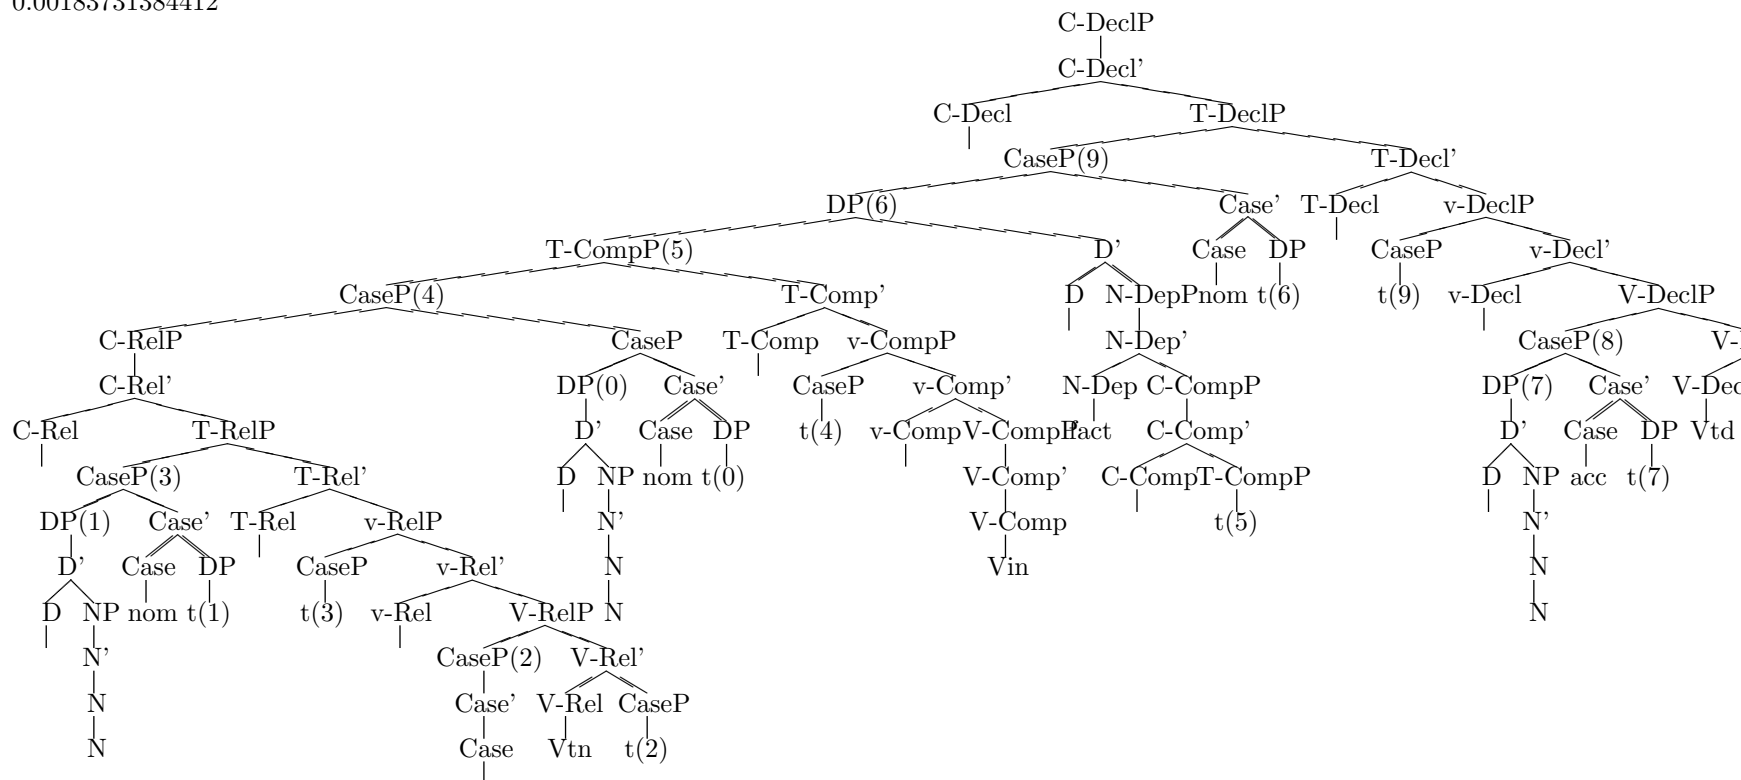 0.00183731384412
C-DeclP
C-Decl'
C-Decl T-DeclP
CaseP(9) T-Decl'
DP(6) Case' T-Decl v-DeclP
T-CompP(5) D' Case DP CaseP v-Decl'
CaseP(4) T-Comp' D N-DepP nom t(6) t(9) v-Decl V-DeclP
C-RelP CaseP T-Comp v-CompP N-Dep' CaseP(8)
C-Rel' DP(0) Case' CaseP v-Comp' N-Dep C-CompP DP(7) Case'
C-Rel T-RelP D' Case DP t(4) v-Comp fact C-Comp' D' Case DP Vtd
CaseP(3) T-Rel' D NP nom t(0) V-Comp' C-Comp T-CompP D NP acc t(7)
DP(1) Case' T-Rel v-RelP N' V-Comp t(5) N'
D' Case DP CaseP v-Rel' N Vin N
D NP nom t(1) t(3) v-Rel V-RelP N N
N' CaseP(2) V-Rel'
N Case' V-Rel CaseP
N Case Vtn t(2)